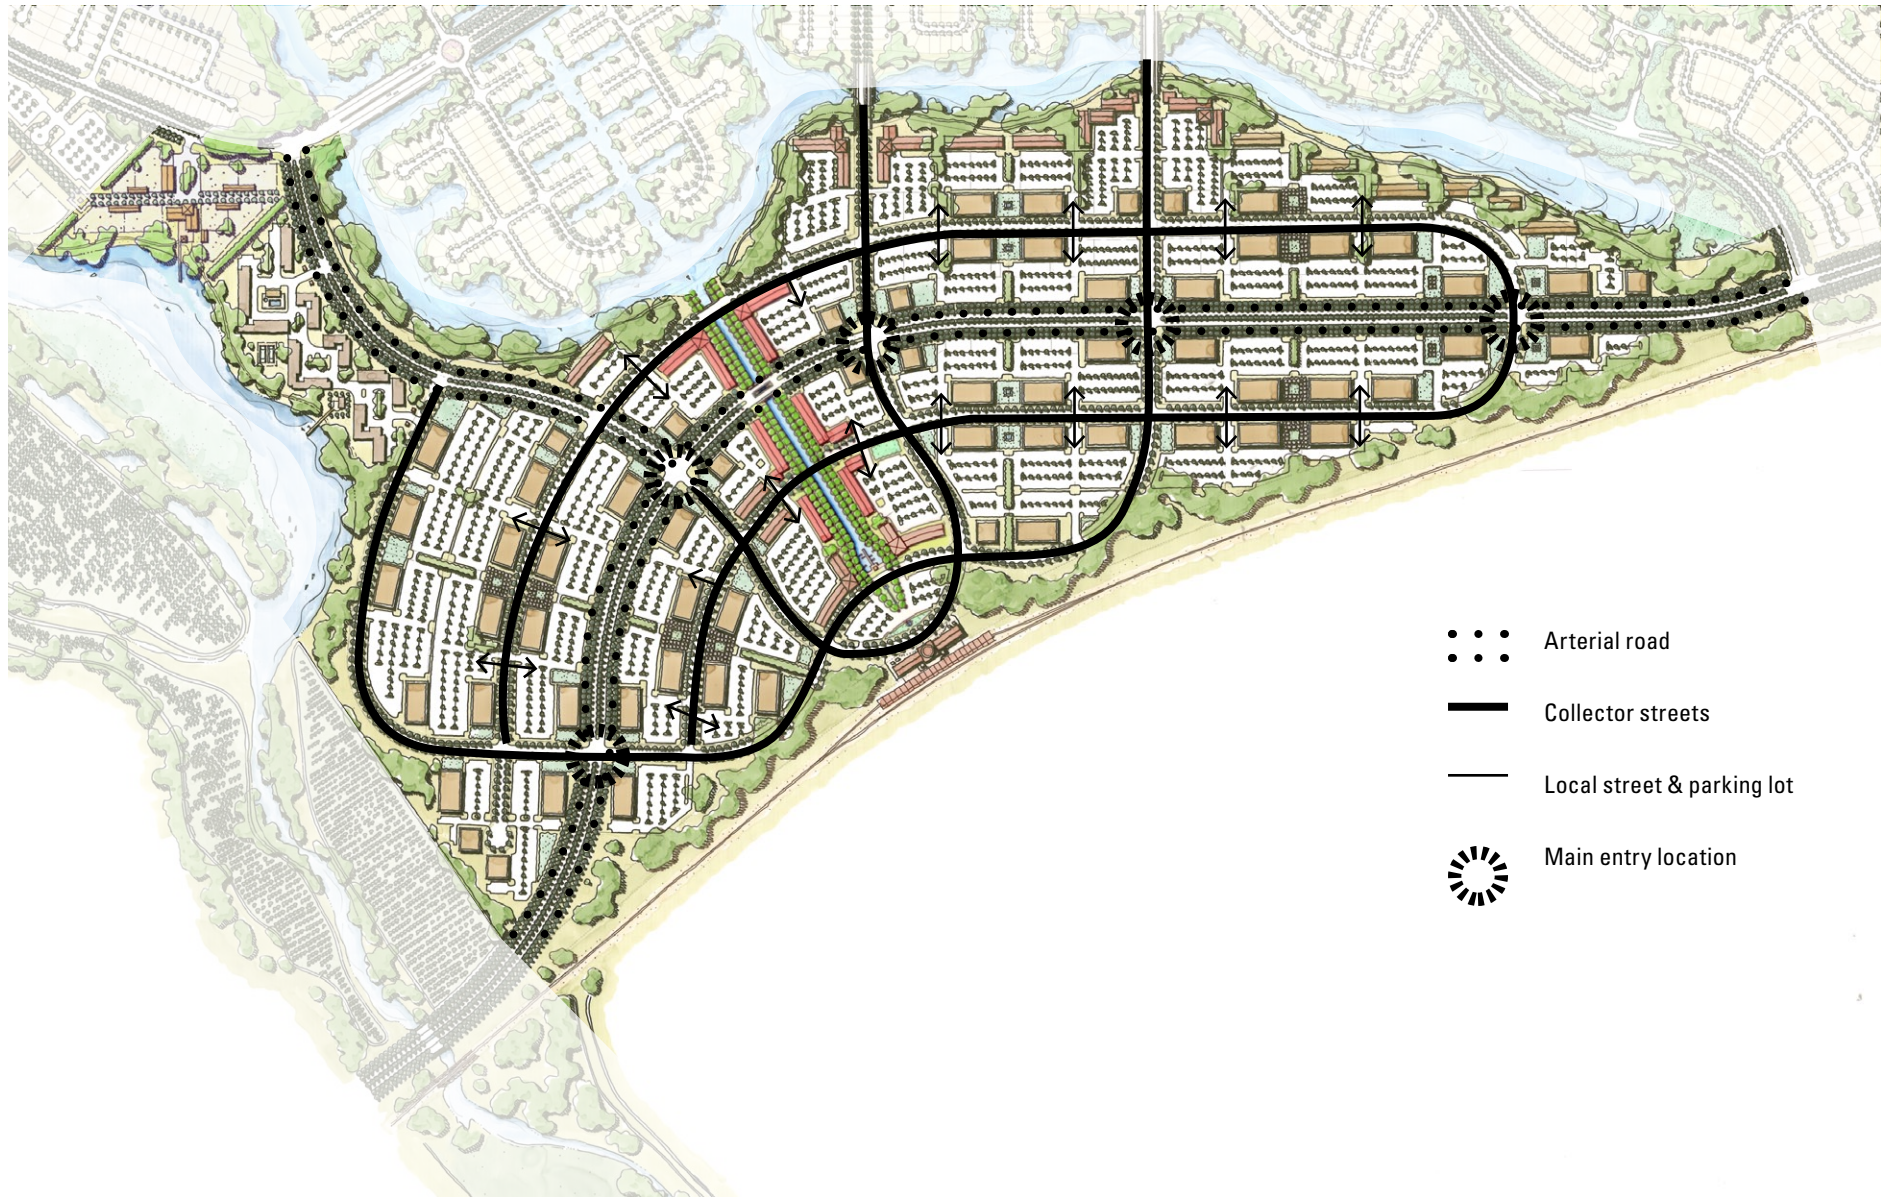 Arterial road
Collector streets
Local street & parking lot
Main entry location